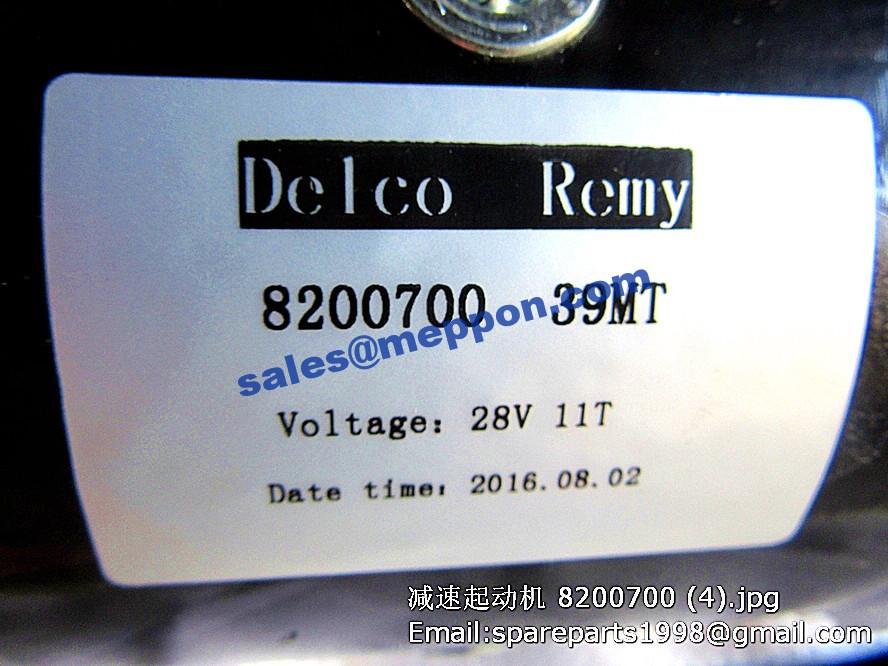 Delco Remy
8200700 39MT
sales@meppon.com
Voltage: 28V 11T
Date time: 2016.08.02
减速起动机 8200700 (4).jpg
Email:spareparts1998@gmail.com